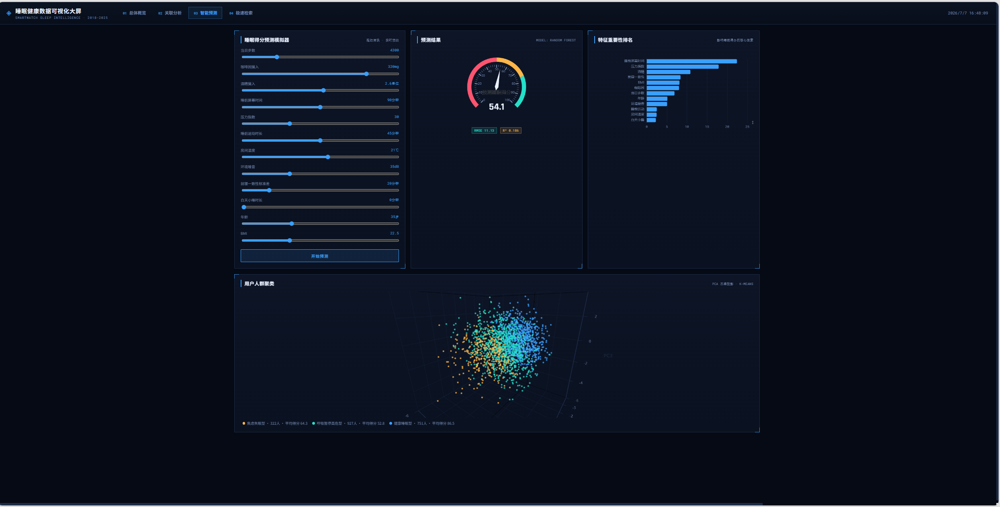 睡眠健康数据可视化大屏
SMARTWATCH SLEEP INTELLIGENCE · 2018-2025
01 总体概览
02 关联分析
03 智能预测
04 极速检索
2026/7/7 16:48:09
睡眠得分预测模拟器
拖动滑块 · 实时预测
当日步数 4300
咖啡因摄入 320mg
酒精摄入 2.6单位
睡前屏幕时间 90分钟
压力指数 30
睡前运动时长 45分钟
房间温度 21℃
环境噪音 35dB
就寝一致性标准差 20分钟
白天小睡时长 0分钟
年龄 35岁
BMI 22.5
开始预测
预测结果
MODEL: RANDOM FOREST
0 10 20 30 40 50 60 70 80 90 100
预测睡眠得分
54.1
RMSE 11.13
R² 0.186
特征重要性排名
影响睡眠得分的核心因素
睡前屏幕时间
压力指数
酒精
就寝一致性
BMI
咖啡因
当日步数
年龄
环境噪音
睡前运动
房间温度
白天小睡
0 5 10 15 20 25
用户人群聚类
PCA 三维投影 · K-MEANS
2
0
PC3
-2
-4
-6
-3
-6
-2
焦虑失眠型 · 322人 · 平均得分 64.3
呼吸暂停高危型 · 927人 · 平均得分 52.8
健康睡眠型 · 751人 · 平均得分 86.5